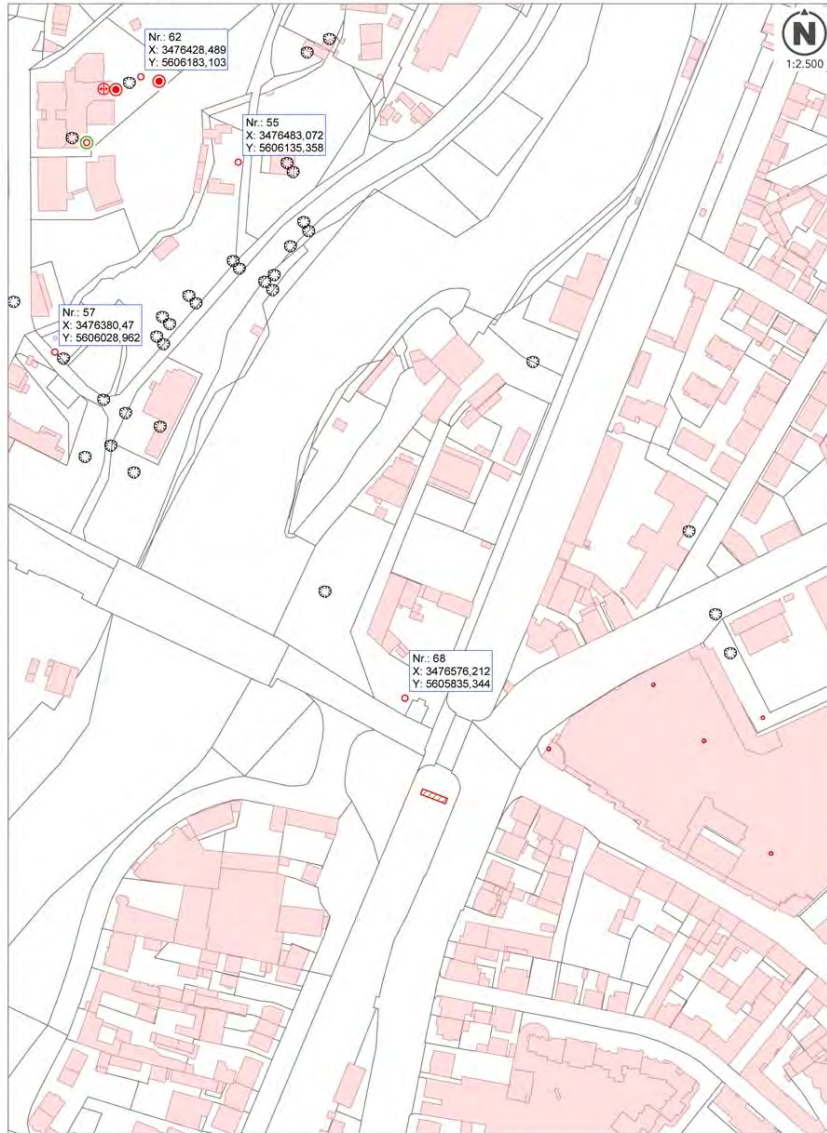 Nr.: 62
X: 3476428,489
Y: 5606183,103
N
1:2.500
Nr.: 55
X: 3476483,072
Y: 5606135,358
Nr.: 57
X: 3476380,47
Y: 5606028,962
Nr.: 68
X: 3476576,212
Y: 5605835,344